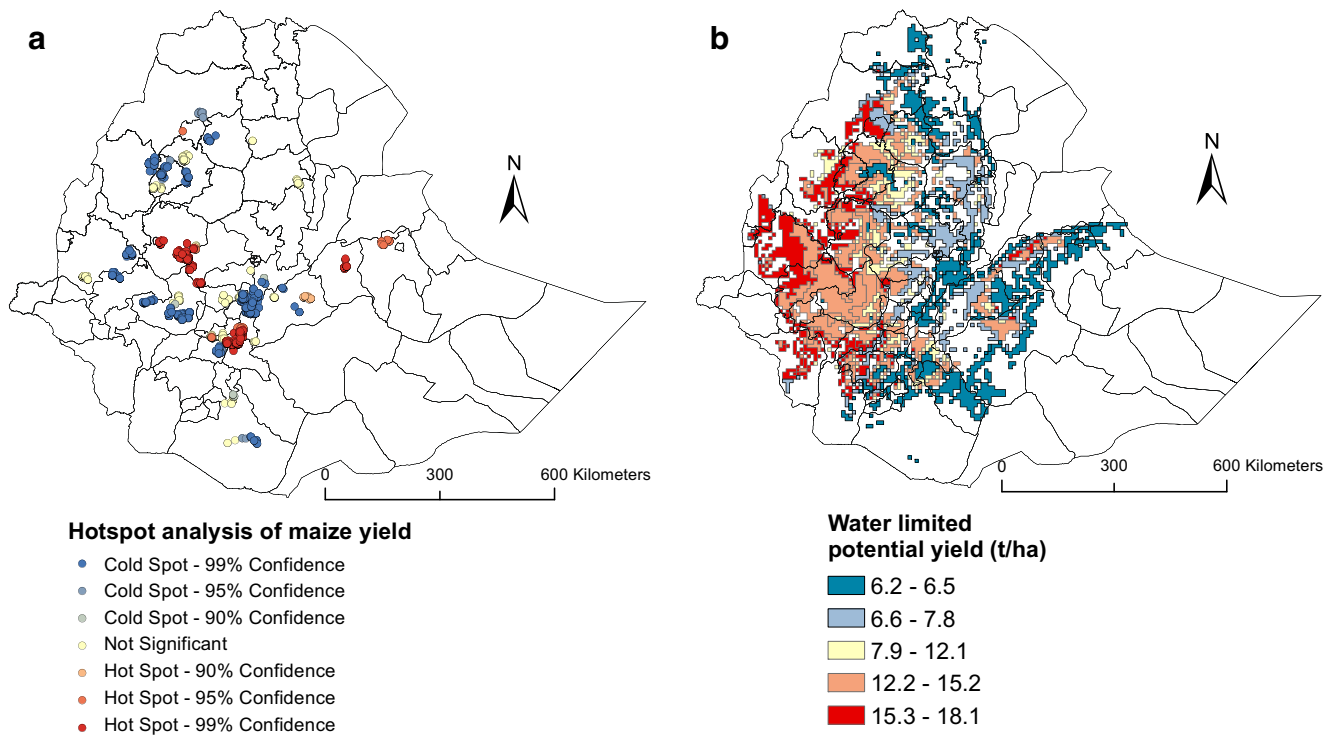 a
N
0 300 600 Kilometers
Hotspot analysis of maize yield
Cold Spot - 99% Confidence
Cold Spot - 95% Confidence
Cold Spot - 90% Confidence
Not Significant
Hot Spot - 90% Confidence
Hot Spot - 95% Confidence
Hot Spot - 99% Confidence
b
N
0 300 600 Kilometers
Water limited
potential yield (t/ha)
6.2 - 6.5
6.6 - 7.8
7.9 - 12.1
12.2 - 15.2
15.3 - 18.1